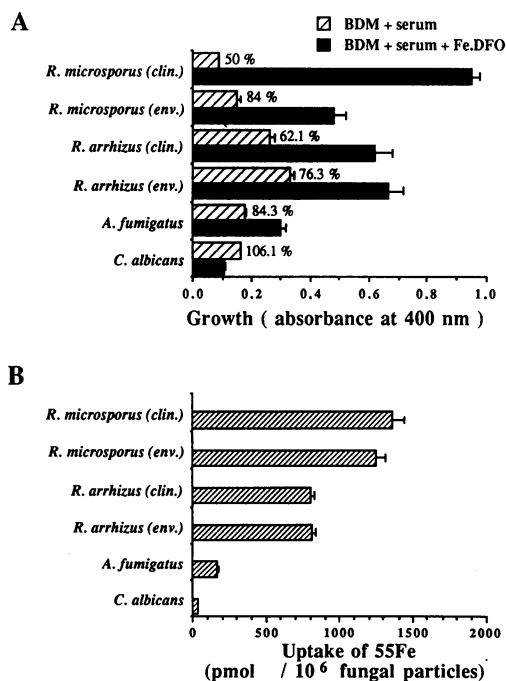 A
BDM + serum
BDM + serum + Fe.DFO
R. microsporus (clin.)
50 %
R. microsporus (env.)
84 %
R. arrhizus (clin.)
62.1 %
R. arrhizus (env.)
76.3 %
A. fumigatus
84.3 %
C. albicans
106.1 %
0.0 0.2 0.4 0.6 0.8 1.0
Growth ( absorbance at 400 nm )
B
R. microsporus (clin.)
R. microsporus (env.)
R. arrhizus (clin.)
R. arrhizus (env.)
A. fumigatus
C. albicans
0 500 1000 1500 2000
Uptake of 55Fe
(pmol / 10 6 fungal particles)